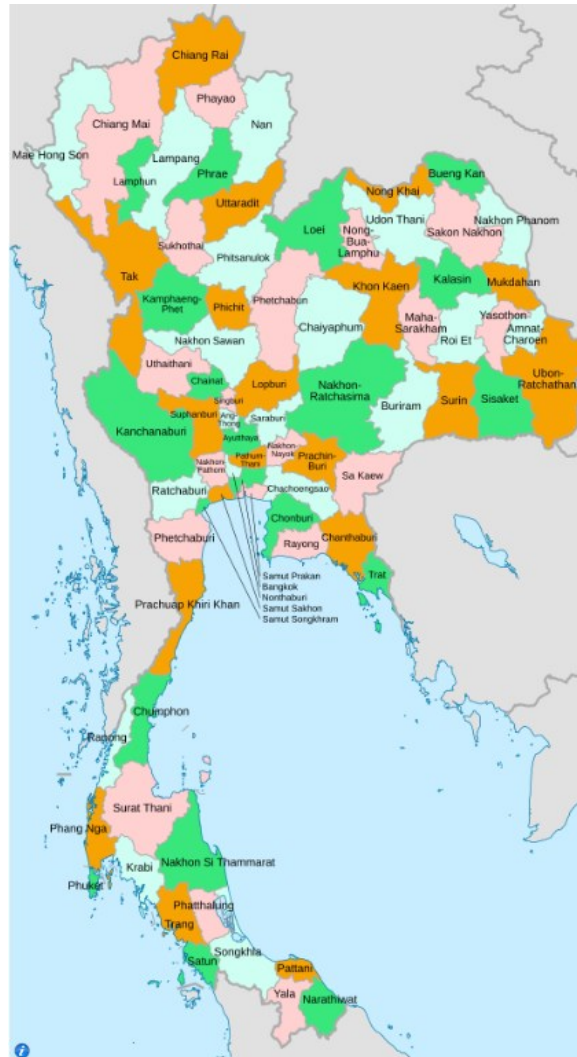 Chiang Rai
Phayao
Nan
Chiang Mai
Mae Hong Son
Lampang
Lamphun
Phrae
Uttaradit
Bueng Kan
Nong Khai
Loei
Udon Thani
Nakhon Phanom
Nong-
Bua-
Lamphu
Sakon Nakhon
Sukhothai
Phitsanulok
Tak
Phetchabun
Khon Kaen
Kalasin
Mukdahan
Kamphaeng-
Phet
Phichit
Chaiyaphum
Maha-
Sarakham
Roi Et
Yasothon
Amnat-
Charoen
Nakhon Sawan
Uthaithani
Chainat
Lopburi
Nakhon-
Ratchasima
Buriram
Surin
Sisaket
Ubon-
Ratchathan
Singburi
Suphanburi
Ang-
Thong
Saraburi
Kanchanaburi
Ayutthaya
Nakhon-
Nayok
Prachin-
Buri
Pathum-
Thani
Nakhon-
Pathom
Sa Kaew
Ratchaburi
Chachoengsao
Chonburi
Phetchaburi
Rayong
Chanthaburi
Trat
Samut Prakan
Bangkok
Nonthaburi
Samut Sakhon
Samut Songkhram
Prachuap Khiri Khan
Chumphon
Ranong
Surat Thani
Phang Nga
Nakhon Si Thammarat
Krabi
Phuket
Phatthalung
Trang
Songkhla
Satun
Pattani
Yala
Narathiwat
i